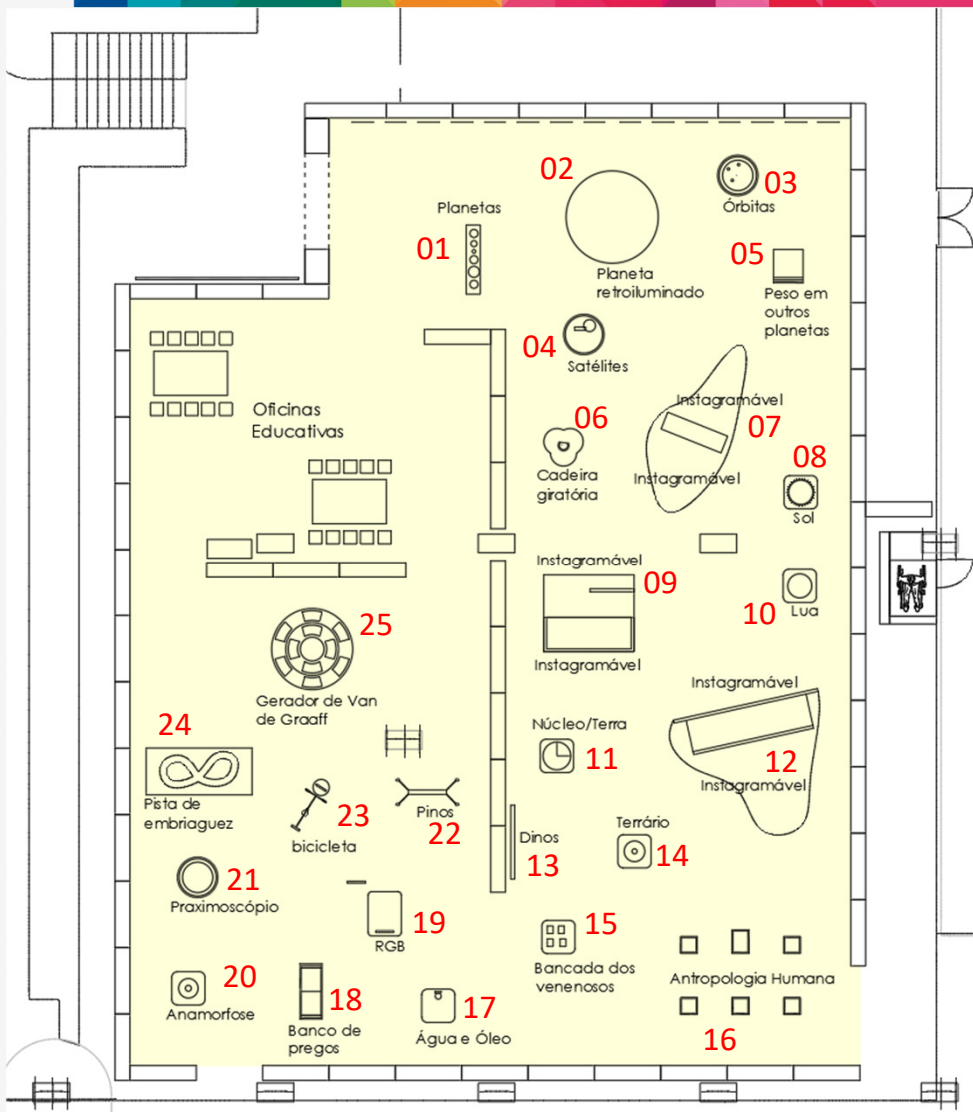 02
03
Órbitas
Planetas
01
05
Planeta
retroiluminado
Peso em
outros
planetas
04
Satélites
Instagramável
07
Instagramável
06
Cadeira
giratória
08
Sol
Oficinas
Educativas
Instagramável
09
Instagramável
10
Lua
25
Gerador de Van
de Graaff
Instagramável
12
Instagramável
Núcleo/Terra
11
24
Pista de
embriaguez
23
bicicleta
Pinos
22
Dinos
13
Terrário
14
21
Praximoscópio
19
RGB
15
Bancada dos
venenosos
Antropologia Humana
16
20
Anamorfose
18
Banco de
pregos
17
Água e Óleo